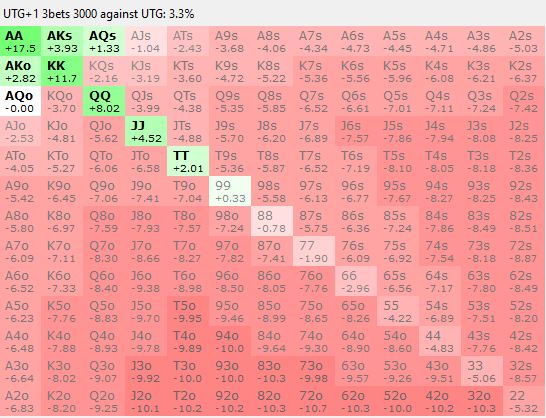 UTG+1 3bets 3000 against UTG: 3.3%
AA AKs AQs AJs ATs A9s A8s A7s A6s A5s A4s A3s A2s
+17.5 +3.93 +1.33 -1.04 -2.43 -3.68 -4.06 -4.34 -4.73 -4.45 -4.71 -4.86 -5.03
AKo KK KQs KJs KTs K9s K8s K7s K6s K5s K4s K3s K2s
+2.82 +11.7 -2.16 -3.19 -3.60 -4.72 -5.22 -5.36 -5.56 -5.96 -6.08 -6.21 -6.37
AQo KQo QQ QJs QTs Q9s Q8s Q7s Q6s Q5s Q4s Q3s Q2s
-0.00 -3.70 +8.02 -3.99 -4.38 -5.35 -5.85 -6.52 -6.61 -7.01 -7.11 -7.24 -7.42
AJo KJo QJo JJ JTs J9s J8s J7s J6s J5s J4s J3s J2s
-2.53 -4.81 -5.62 +4.52 -4.88 -5.70 -6.20 -6.89 -7.57 -7.86 -7.94 -8.08 -8.25
ATo KTo QTo JTo TT T9s T8s T7s T6s T5s T4s T3s T2s
-4.05 -5.27 -6.06 -6.58 +2.01 -5.36 -5.87 -6.52 -7.19 -8.10 -8.05 -8.18 -8.36
A9o K9o Q9o J9o T9o 99 98s 97s 96s 95s 94s 93s 92s
-5.42 -6.45 -7.06 -7.41 -7.04 +0.33 -5.58 -6.13 -6.77 -7.67 -8.27 -8.25 -8.43
A8o K8o Q8o J8o T8o 98o 88 87s 86s 85s 84s 83s 82s
-5.80 -6.97 -7.58 -7.93 -7.57 -7.24 -0.78 -5.75 -6.36 -7.24 -7.86 -8.49 -8.51
A7o K7o Q7o J7o T7o 97o 87o 77 76s 75s 74s 73s 72s
-6.09 -7.11 -8.30 -8.66 -8.27 -7.82 -7.41 -1.90 -6.09 -6.92 -7.54 -8.18 -8.87
A6o K6o Q6o J6o T6o 96o 86o 76o 66 65s 64s 63s 62s
-6.52 -7.33 -8.40 -9.38 -8.98 -8.50 -8.05 -7.76 -2.96 -6.56 -7.17 -7.80 -8.49
A5o K5o Q5o J5o T5o 95o 85o 75o 65o 55 54s 53s 52s
-6.23 -7.76 -8.83 -9.70 -9.95 -9.46 -8.99 -8.65 -8.26 -4.22 -6.89 -7.51 -8.20
A4o K4o Q4o J4o T4o 94o 84o 74o 64o 54o 44 43s 42s
-6.48 -7.88 -8.93 -9.78 -9.89 -10.0 -9.64 -9.30 -8.90 -8.60 -4.83 -7.76 -8.42
A3o K3o Q3o J3o T3o 93o 83o 73o 63o 53o 43o 33 32s
-6.64 -8.02 -9.07 -9.92 -10.0 -10.0 -10.3 -9.98 -9.57 -9.26 -9.51 -5.06 -8.57
A2o K2o Q2o J2o T2o 92o 82o 72o 62o 52o 42o 32o 22
-6.83 -8.20 -9.25 -10.1 -10.2 -10.2 -10.3 -10.7 -10.3 -10.0 -10.2 -10.3 -5.32